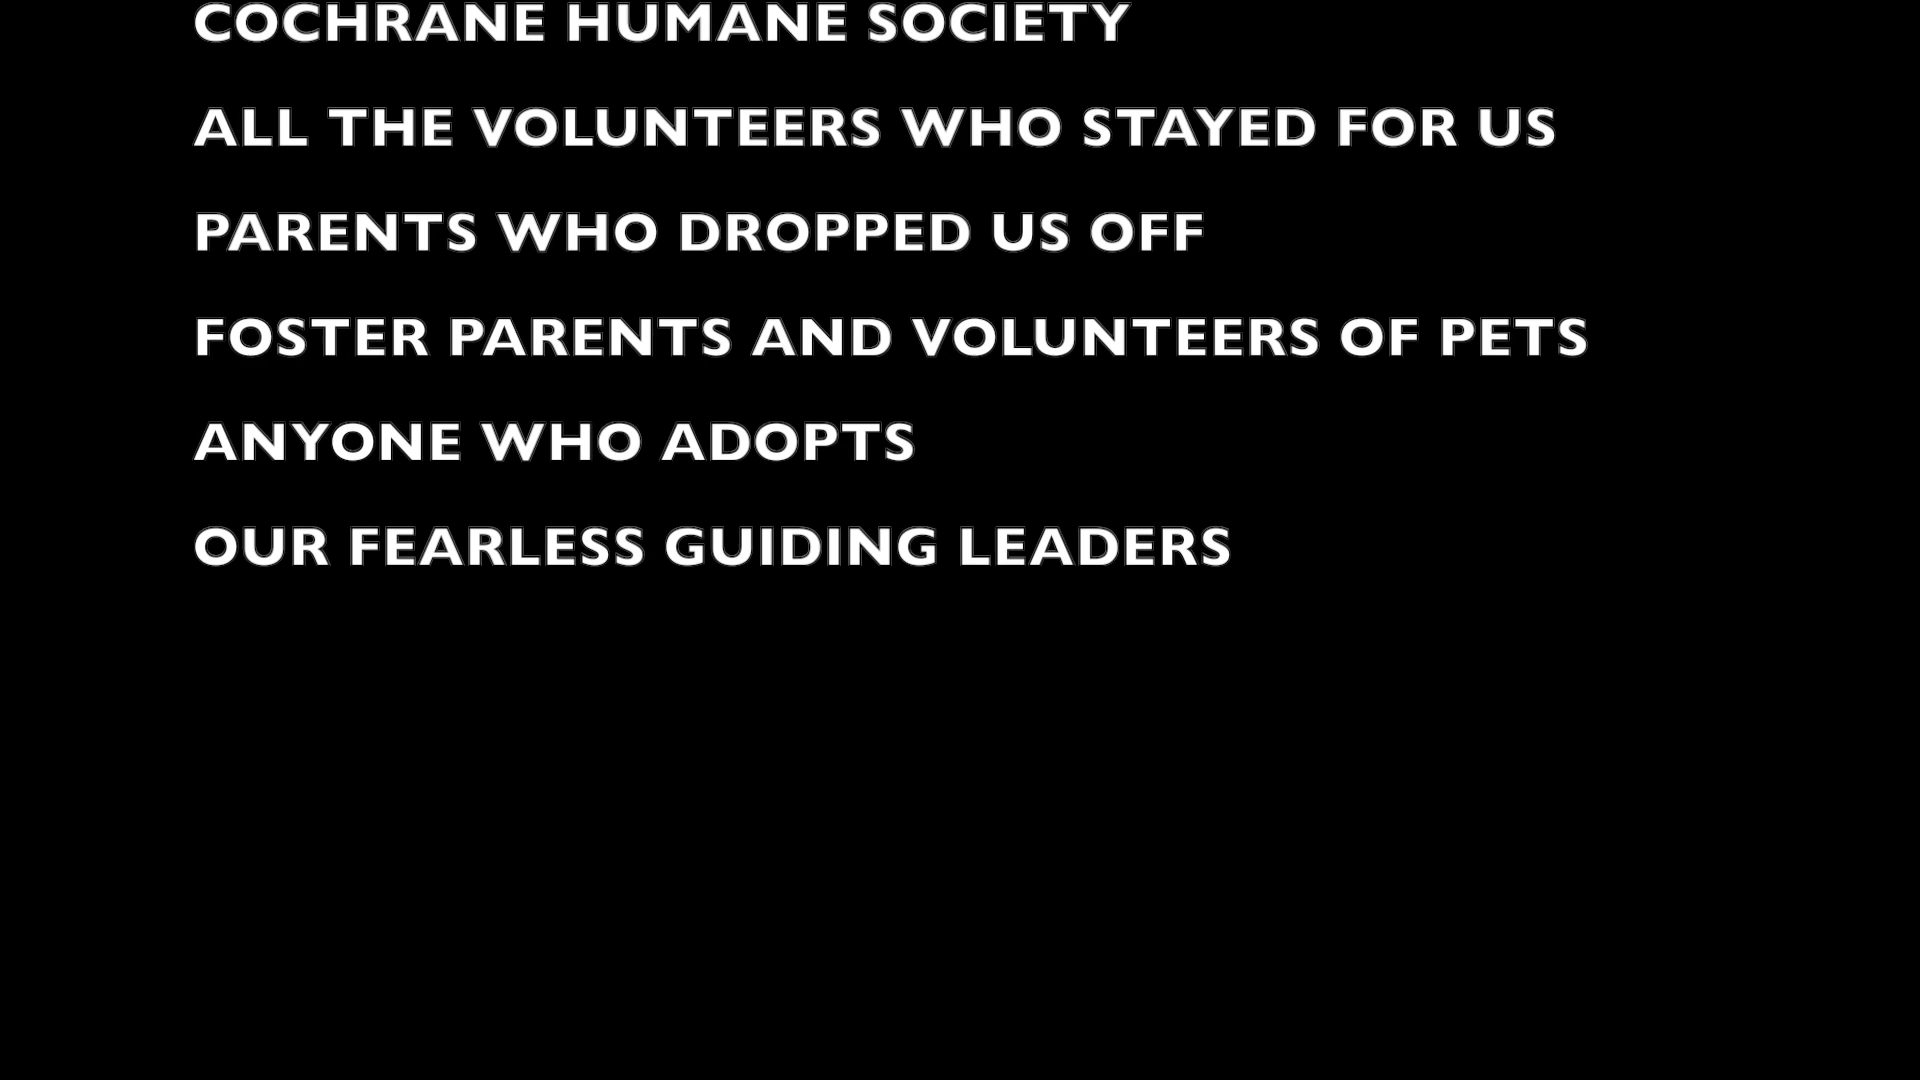 COCHRANE HUMANE SOCIETY
ALL THE VOLUNTEERS WHO STAYED FOR US
PARENTS WHO DROPPED US OFF
FOSTER PARENTS AND VOLUNTEERS OF PETS
ANYONE WHO ADOPTS
OUR FEARLESS GUIDING LEADERS